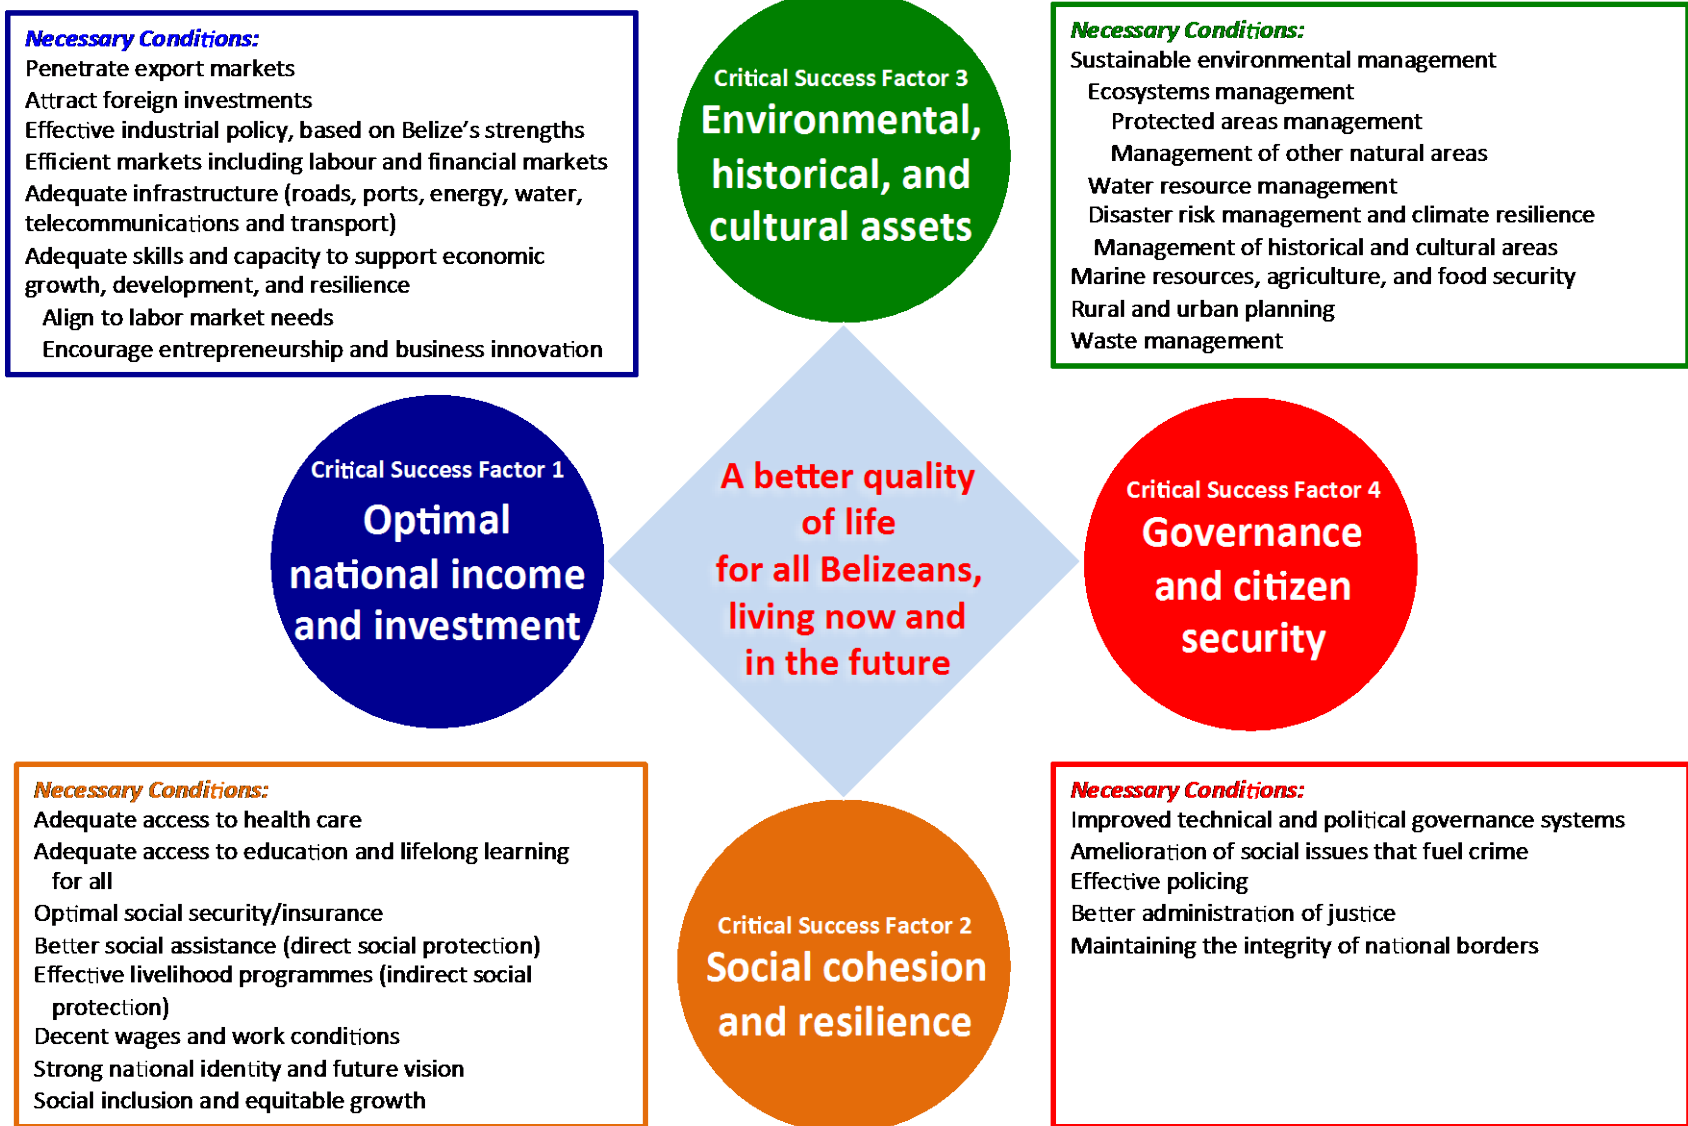 Necessary Conditions:
Penetrate export markets
Attract foreign investments
Effective industrial policy, based on Belize's strengths
Efficient markets including labour and financial markets
Adequate infrastructure (roads, ports, energy, water,
telecommunications and transport)
Adequate skills and capacity to support economic
growth, development, and resilience
Align to labor market needs
Encourage entrepreneurship and business innovation
Critical Success Factor 3
Environmental,
historical, and
cultural assets
Necessary Conditions:
Sustainable environmental management
Ecosystems management
Protected areas management
Management of other natural areas
Water resource management
Disaster risk management and climate resilience
Management of historical and cultural areas
Marine resources, agriculture, and food security
Rural and urban planning
Waste management
Critical Success Factor 1
Optimal
national income
and investment
A better quality
of life
for all Belizeans,
living now and
in the future
Critical Success Factor 4
Governance
and citizen
security
Necessary Conditions:
Adequate access to health care
Adequate access to education and lifelong learning
for all
Optimal social security/insurance
Better social assistance (direct social protection)
Effective livelihood programmes (indirect social
protection)
Decent wages and work conditions
Strong national identity and future vision
Social inclusion and equitable growth
Critical Success Factor 2
Social cohesion
and resilience
Necessary Conditions:
Improved technical and political governance systems
Amelioration of social issues that fuel crime
Effective policing
Better administration of justice
Maintaining the integrity of national borders